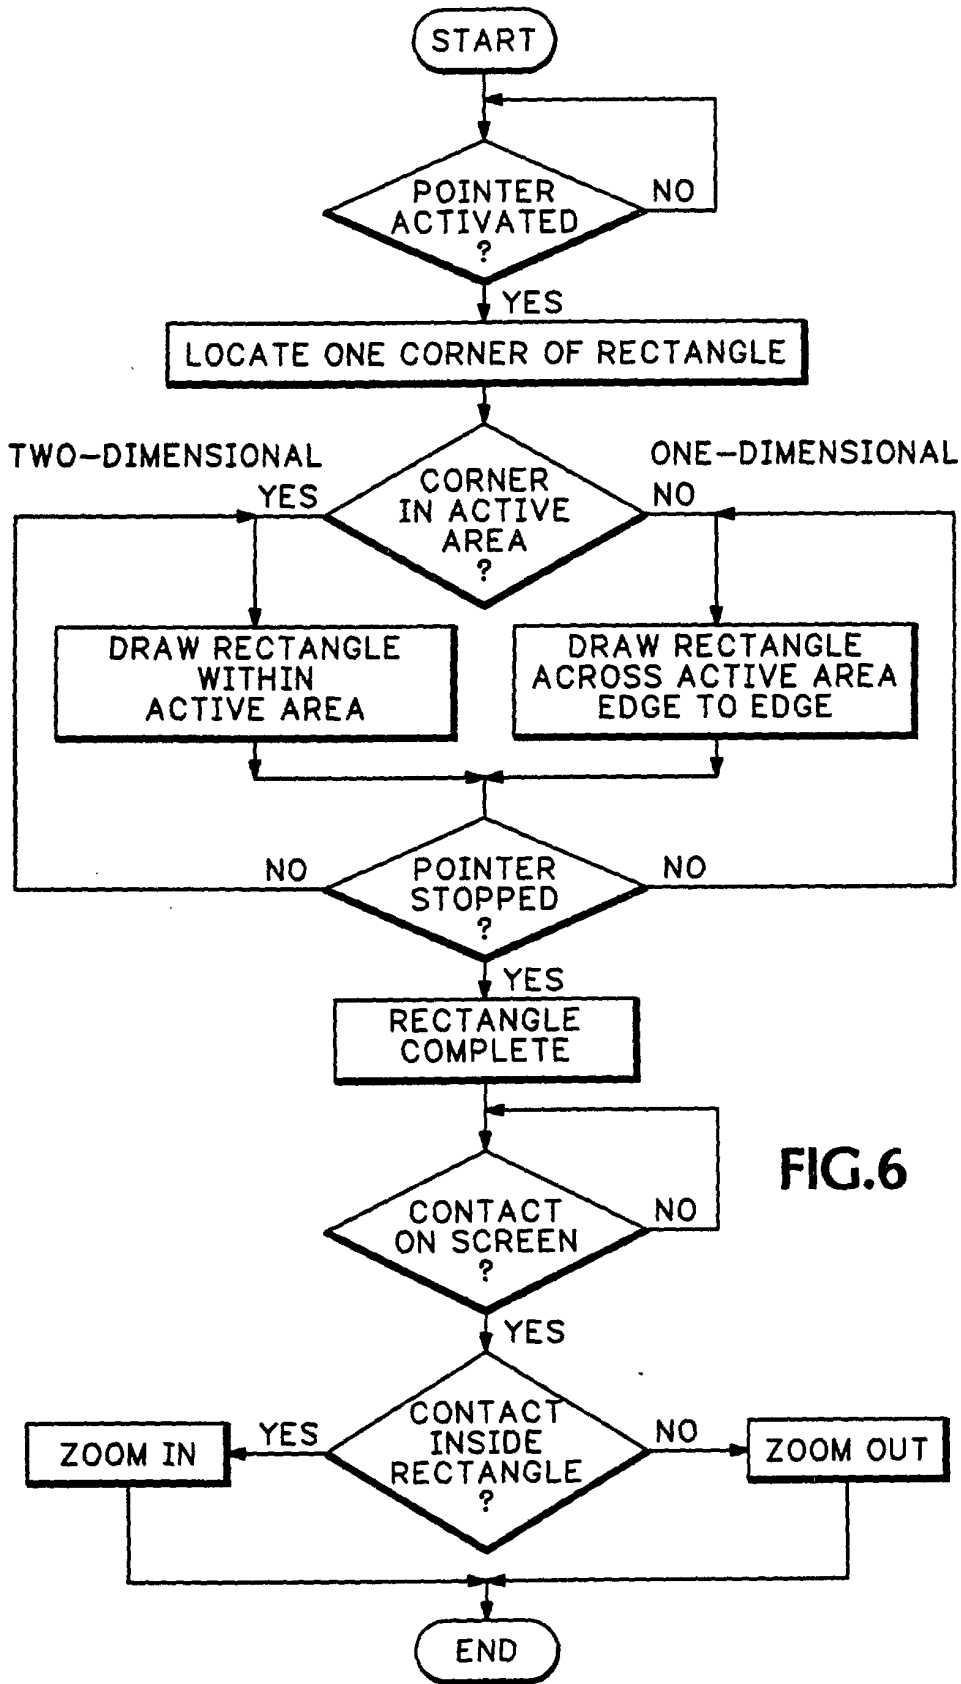 START
POINTER
ACTIVATED
?
NO
YES
LOCATE ONE CORNER OF RECTANGLE
TWO-DIMENSIONAL
YES
CORNER
IN ACTIVE
AREA
?
ONE-DIMENSIONAL
NO
DRAW RECTANGLE
WITHIN
ACTIVE AREA
DRAW RECTANGLE
ACROSS ACTIVE AREA
EDGE TO EDGE
NO
POINTER
STOPPED
?
NO
YES
RECTANGLE
COMPLETE
FIG.6
CONTACT
ON SCREEN
?
NO
YES
CONTACT
INSIDE
RECTANGLE
?
YES
NO
ZOOM IN
ZOOM OUT
END